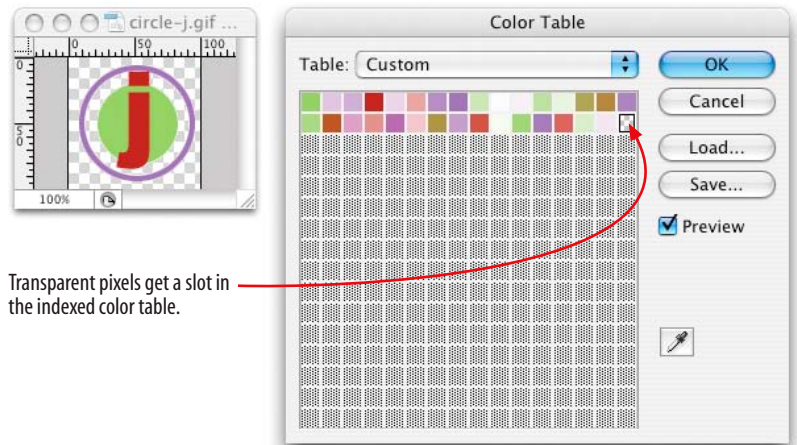 circle-j.gif ...
0 50 100
0
5
0
j
100%
Transparent pixels get a slot in
the indexed color table.
Color Table
Table: Custom
OK
Cancel
Load...
Save...
Preview